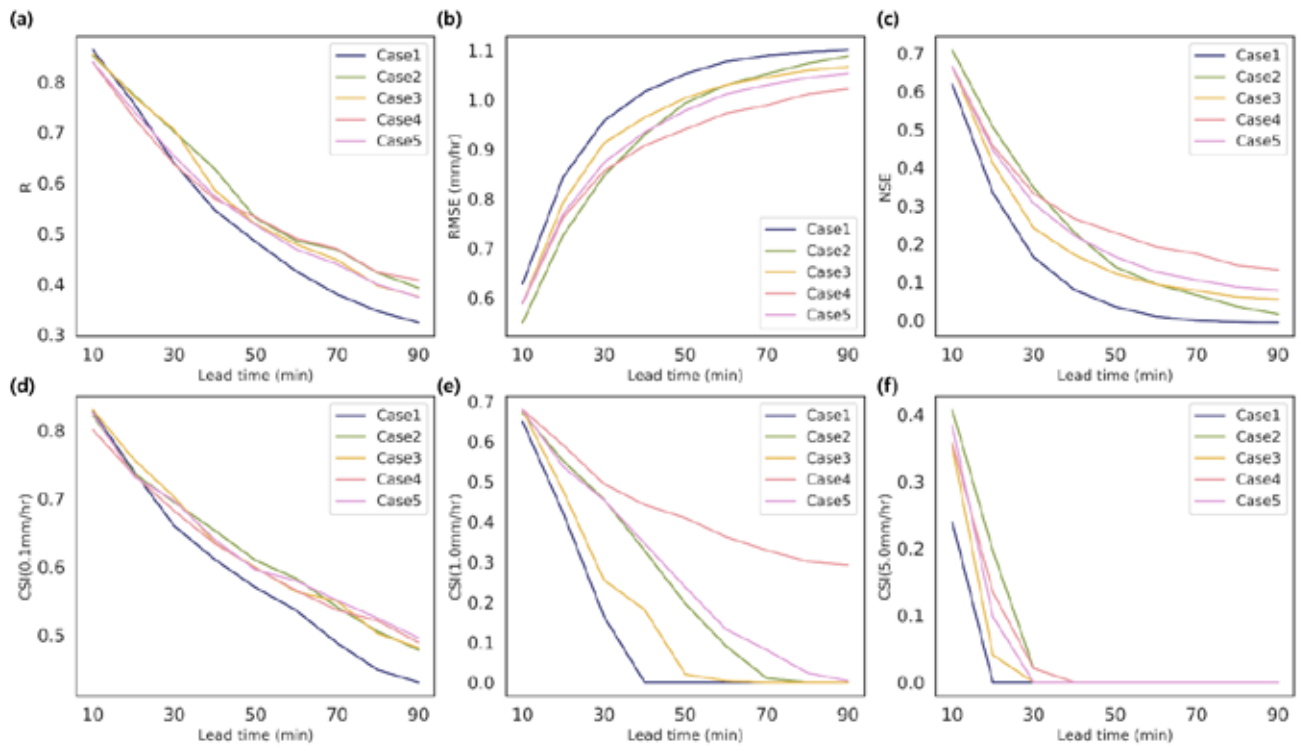 (a)
0.8
0.7
0.6
0.5
0.4
0.3
R
10 30 50 70 90
Lead time (min)
Case1
Case2
Case3
Case4
Case5
(b)
1.1
1.0
0.9
0.8
0.7
0.6
RMSE (mm/hr)
10 30 50 70 90
Lead time (min)
Case1
Case2
Case3
Case4
Case5
(c)
0.7
0.6
0.5
0.4
0.3
0.2
0.1
0.0
NSE
10 30 50 70 90
Lead time (min)
Case1
Case2
Case3
Case4
Case5
(d)
0.8
0.7
0.6
0.5
CSI(0.1mm/hr)
10 30 50 70 90
Lead time (min)
Case1
Case2
Case3
Case4
Case5
(e)
0.7
0.6
0.5
0.4
0.3
0.2
0.1
0.0
CSI(1.0mm/hr)
10 30 50 70 90
Lead time (min)
Case1
Case2
Case3
Case4
Case5
(f)
0.4
0.3
0.2
0.1
0.0
CSI(5.0mm/hr)
10 30 50 70 90
Lead time (min)
Case1
Case2
Case3
Case4
Case5